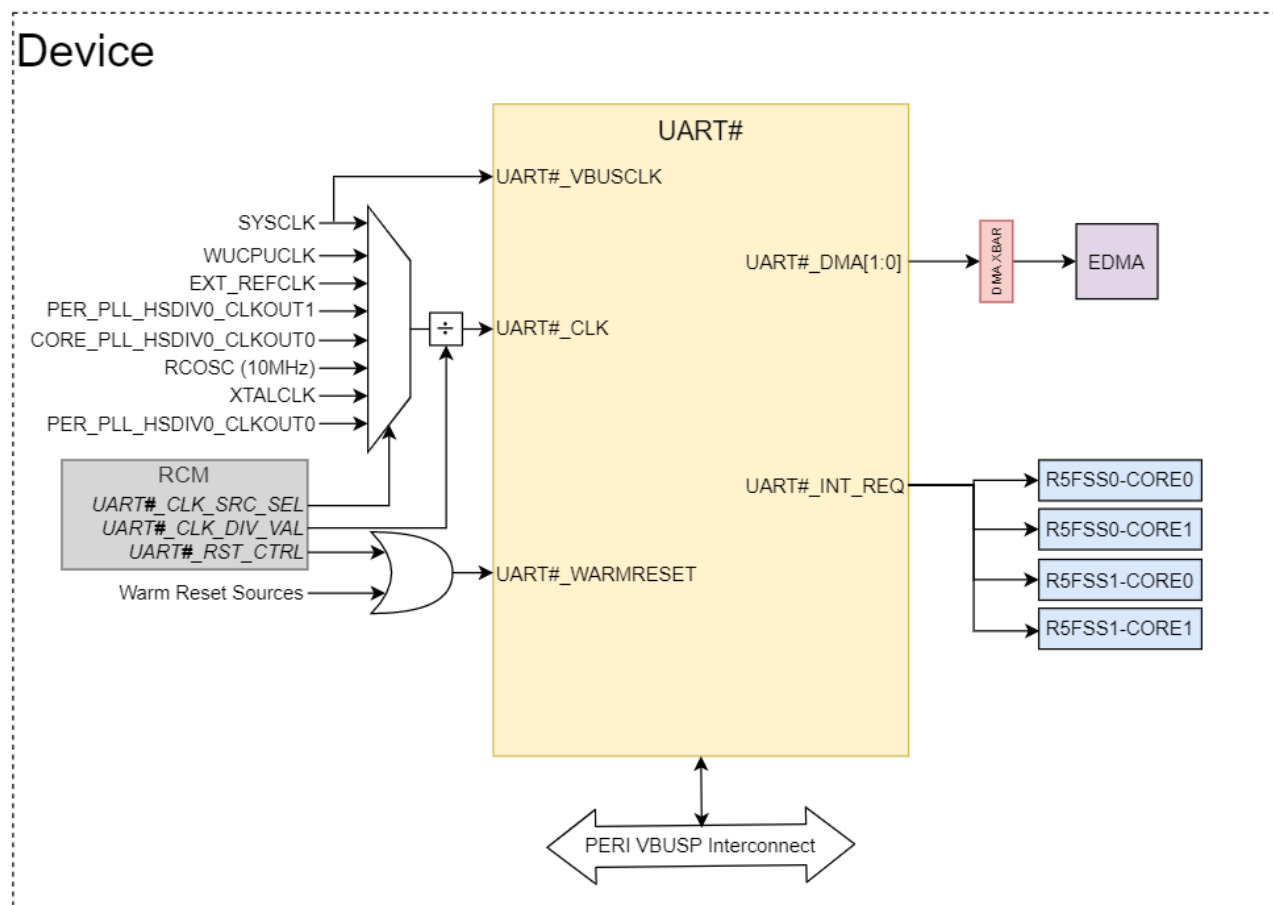 Device
UART#
UART#_VBUSCLK
SYSCLK
WUCPUCLK
EXT_REFCLK
PER_PLL_HSDIV0_CLKOUT1
CORE_PLL_HSDIV0_CLKOUT0
RCOSC (10MHz)
XTALCLK
PER_PLL_HSDIV0_CLKOUT0
÷
UART#_CLK
RCM
UART#_CLK_SRC_SEL
UART#_CLK_DIV_VAL
UART#_RST_CTRL
Warm Reset Sources
UART#_WARMRESET
UART#_DMA[1:0]
DMA XBAR
EDMA
UART#_INT_REQ
R5FSS0-CORE0
R5FSS0-CORE1
R5FSS1-CORE0
R5FSS1-CORE1
PERI VBUSP Interconnect